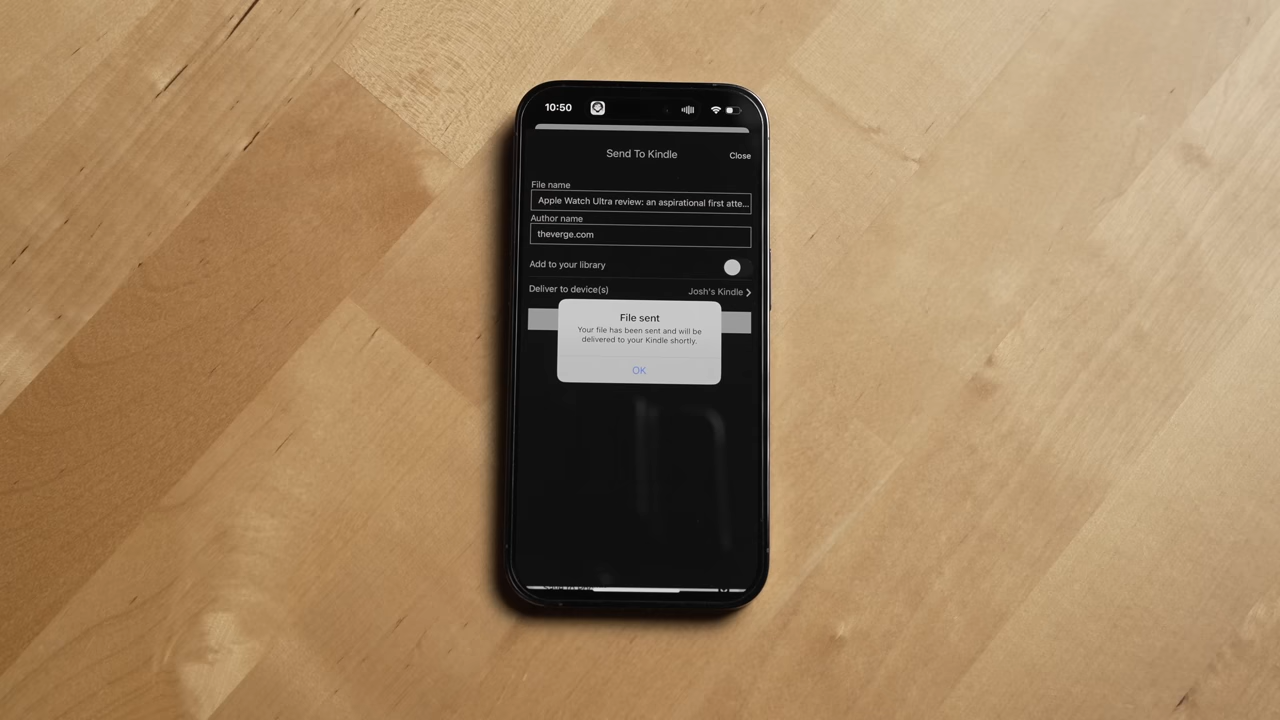 10:50
Send To Kindle
Close
File name
Apple Watch Ultra review: an aspirational first atte...
Author name
theverge.com
Add to your library
Deliver to device(s)
Josh's Kindle
File sent
Your file has been sent and will be
delivered to your Kindle shortly.
OK